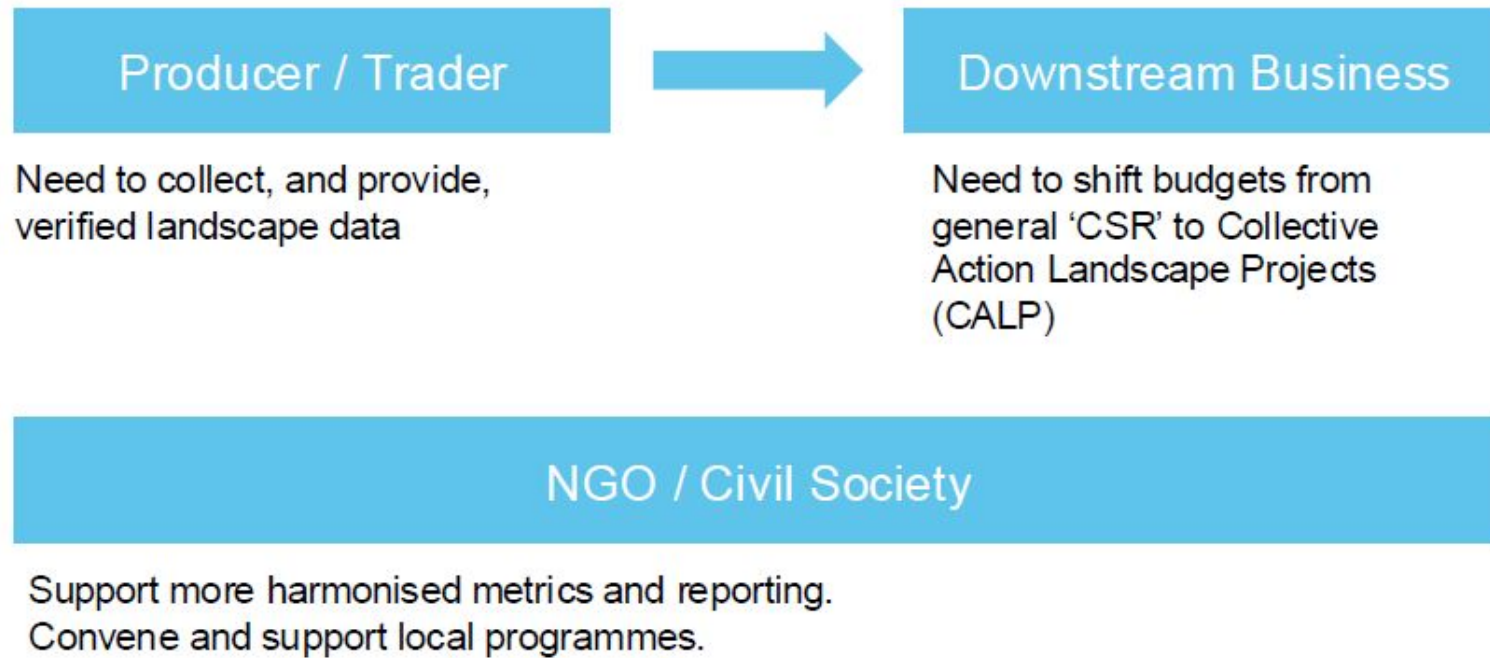 Producer / Trader
Need to collect, and provide,
verified landscape data
Downstream Business
Need to shift budgets from
general ‘CSR’ to Collective
Action Landscape Projects
(CALP)
NGO / Civil Society
Support more harmonised metrics and reporting.
Convene and support local programmes.